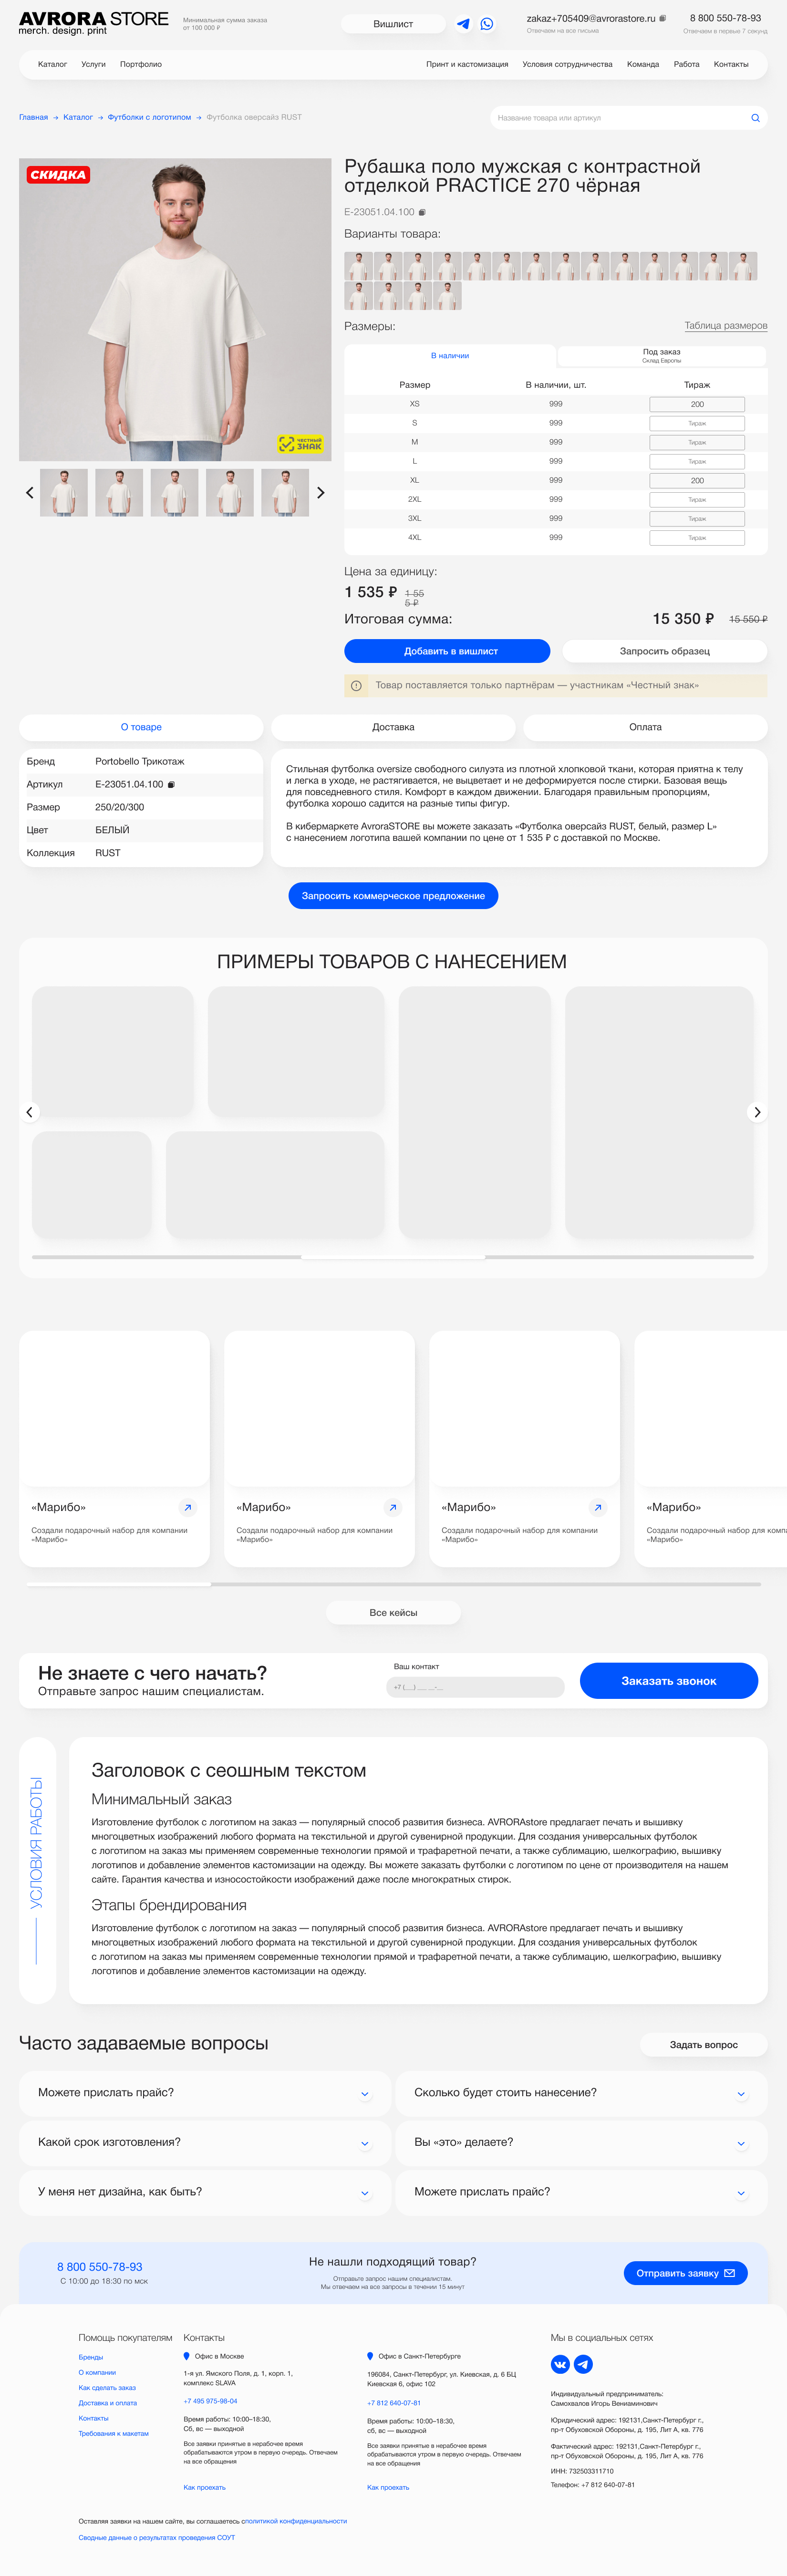 AVRORA STORE
merch. design. print
Минимальная сумма заказа
от 100 000 ₽
Вишлист
zakaz+705409@avrorastore.ru
Отвечаем на все письма
8 800 550-78-93
Отвечаем в первые 7 секунд
Каталог Услуги Портфолио Принт и кастомизация Условия сотрудничества Команда Работа Контакты
Главная → Каталог → Футболки с логотипом → Футболка оверсайз RUST
Название товара или артикул
СКИДКА
ЧЕСТНЫЙ
ЗНАК
Рубашка поло мужская с контрастной
отделкой PRACTICE 270 чёрная
E-23051.04.100
Варианты товара:
Размеры:
Таблица размеров
В наличии
Под заказ
Склад Европы
Размер В наличии, шт. Тираж
XS 999 200
S 999 Тираж
M 999 Тираж
L 999 Тираж
XL 999 200
2XL 999 Тираж
3XL 999 Тираж
4XL 999 Тираж
Цена за единицу:
1 535 ₽ 1 55
5 ₽
Итоговая сумма: 15 350 ₽ 15 550 ₽
Добавить в вишлист
Запросить образец
Товар поставляется только партнёрам — участникам «Честный знак»
О товаре
Доставка
Оплата
Бренд Portobello Трикотаж
Артикул E-23051.04.100
Размер 250/20/300
Цвет БЕЛЫЙ
Коллекция RUST
Стильная футболка oversize свободного силуэта из плотной хлопковой ткани, которая приятна к телу
и легка в уходе, не растягивается, не выцветает и не деформируется после стирки. Базовая вещь
для повседневного стиля. Комфорт в каждом движении. Благодаря правильным пропорциям,
футболка хорошо садится на разные типы фигур.
В кибермаркете AvroraSTORE вы можете заказать «Футболка оверсайз RUST, белый, размер L»
с нанесением логотипа вашей компании по цене от 1 535 ₽ с доставкой по Москве.
Запросить коммерческое предложение
ПРИМЕРЫ ТОВАРОВ С НАНЕСЕНИЕМ
«Марибо»
Создали подарочный набор для компании
«Марибо»
«Марибо»
Создали подарочный набор для компании
«Марибо»
«Марибо»
Создали подарочный набор для компании
«Марибо»
«Марибо»
Создали подарочный набор для комп
«Марибо»
Все кейсы
Не знаете с чего начать?
Отправьте запрос нашим специалистам.
Ваш контакт
+7 (__) ___ __-__
Заказать звонок
УСЛОВИЯ РАБОТЫ
Заголовок с сеошным текстом
Минимальный заказ
Изготовление футболок с логотипом на заказ — популярный способ развития бизнеса. AVRORAstore предлагает печать и вышивку
многоцветных изображений любого формата на текстильной и другой сувенирной продукции. Для создания универсальных футболок
с логотипом на заказ мы применяем современные технологии прямой и трафаретной печати, а также сублимацию, шелкографию, вышивку
логотипов и добавление элементов кастомизации на одежду. Вы можете заказать футболки с логотипом по цене от производителя на нашем
сайте. Гарантия качества и износостойкости изображений даже после многократных стирок.
Этапы брендирования
Изготовление футболок с логотипом на заказ — популярный способ развития бизнеса. AVRORAstore предлагает печать и вышивку
многоцветных изображений любого формата на текстильной и другой сувенирной продукции. Для создания универсальных футболок
с логотипом на заказ мы применяем современные технологии прямой и трафаретной печати, а также сублимацию, шелкографию, вышивку
логотипов и добавление элементов кастомизации на одежду.
Часто задаваемые вопросы
Задать вопрос
Можете прислать прайс?
Сколько будет стоить нанесение?
Какой срок изготовления?
Вы «это» делаете?
У меня нет дизайна, как быть?
Можете прислать прайс?
8 800 550-78-93
С 10:00 до 18:30 по мск
Не нашли подходящий товар?
Отправьте запрос нашим специалистам.
Мы отвечаем на все запросы в течении 15 минут
Отправить заявку
Помощь покупателям
Бренды
О компании
Как сделать заказ
Доставка и оплата
Контакты
Требования к макетам
Контакты
Офис в Москве
1-я ул. Ямского Поля, д. 1, корп. 1,
комплекс SLAVA
+7 495 975-98-04
Время работы: 10:00–18:30,
Сб, вс — выходной
Все заявки принятые в нерабочее время
обрабатываются утром в первую очередь. Отвечаем
на все обращения
Как проехать
Офис в Санкт-Петербурге
196084, Санкт-Петербург, ул. Киевская, д. 6 БЦ
Киевская 6, офис 102
+7 812 640-07-81
Время работы: 10:00–18:30,
сб, вс — выходной
Все заявки принятые в нерабочее время
обрабатываются утром в первую очередь. Отвечаем
на все обращения
Как проехать
Мы в социальных сетях
Индивидуальный предприниматель:
Самохвалов Игорь Вениаминович
Юридический адрес: 192131,Санкт-Петербург г.,
пр-т Обуховской Обороны, д. 195, Лит А, кв. 776
Фактический адрес: 192131,Санкт-Петербург г.,
пр-т Обуховской Обороны, д. 195, Лит А, кв. 776
ИНН: 732503311710
Телефон: +7 812 640-07-81
Оставляя заявки на нашем сайте, вы соглашаетесь с политикой конфиденциальности
Сводные данные о результатах проведения СОУТ